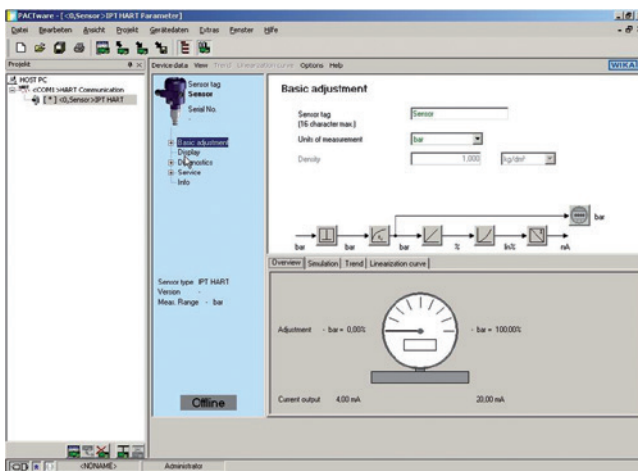 PACTware - [<0,Sensor>IPT HART Parameter]
Datei Bearbeiten Ansicht Projekt Gerätedaten Extras Fenster Hilfe
Projekt
Device data View Trend Linearization curve Options Help
WIKA
HOST PC
<COM1>HART Communication
[ * ] <0,Sensor>IPT HART
Sensor tag
Sensor
Serial No.
-
Basic adjustment
Display
Diagnostics
Service
Info
Sensor type IPT HART
Version -
Meas. Range - bar
Offline
Basic adjustment
Sensor tag
(16 character max.)
Sensor
Units of measurement
bar
Density
1,000
kg/dm³
bar
bar bar bar % lin% mA
Overview Simulation Trend Linearization curve
Adjustment - bar = 0,00% - bar = 100,00%
Current output 4,00 mA 20,00 mA
<NONAME> Administrator